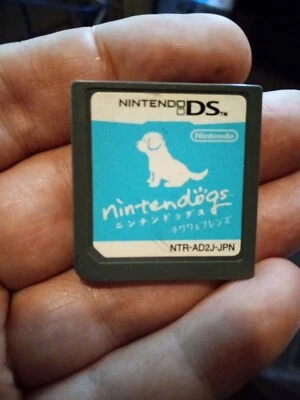 NINTENDO DS™
Nintendo
nintendogs
ニンテンドッグス
チワワ&フレンズ
NTR-AD2J-JPN